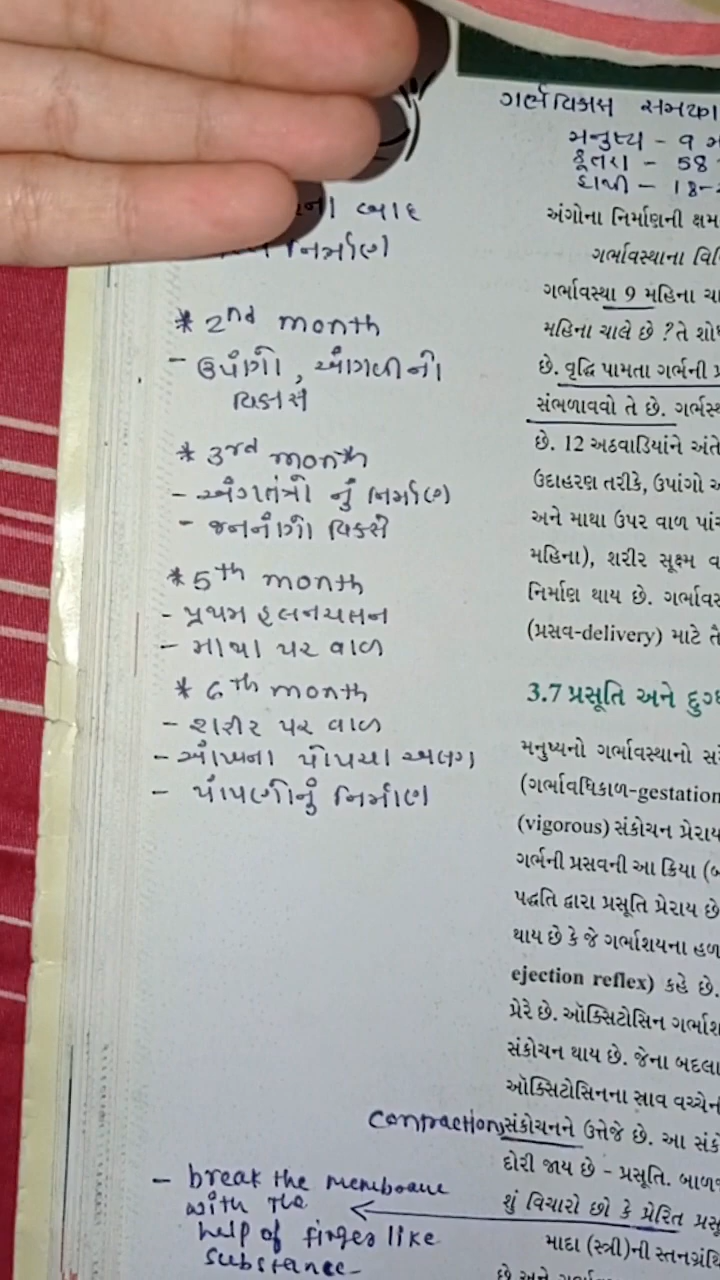 ગર્ભવિકાસ સમય
મનુષ્ય - ૧
કૂતરા - 58
હાથી - 18-
બાદ
નિર્માણ
* 2nd month
- ઉપાંગો, આંગળીનો
વિકાસ
* 3rd month
- અંગતંત્રો નું નિર્માણ
- જનનાંગો વિકસે
* 5th month
- પ્રથમ હલનચલન
- માથા પર વાળ
* 6th month
- શરીર પર વાળ
- આંખના પોપચા અલગ
- પાંપણોનું નિર્માણ
contraction
- break the membrane
with the
help of finger like
substance-
અંગોના નિર્માણની ક્ષમ
ગર્ભાવસ્થાના વિ
ગર્ભાવસ્થા 9 મહિના ચા
મહિના ચાલે છે ? તે શો
છે. વૃદ્ધિ પામતા ગર્ભની
સંભળાવવો તે છે. ગર્ભસ
છે. 12 અઠવાડિયાંને અંતે
ઉદાહરણ તરીકે, ઉપાંગો
અને માથા ઉપર વાળ પાં
મહિના), શરીર સૂક્ષ્મ વ
નિર્માણ થાય છે. ગર્ભાવ
(પ્રસવ-delivery) માટે તૈ
3.7 પ્રસૂતિ અને દુગ્
મનુષ્યનો ગર્ભાવસ્થાનો સ
(ગર્ભાવધિકાળ-gestation
(vigorous) સંકોચન પ્રેરાય
ગર્ભની પ્રસવની આ ક્રિયા (
પદ્ધતિ દ્વારા પ્રસૂતિ પ્રેરાય છે
થાય છે કે જે ગર્ભાશયના હળ
ejection reflex) કહે છે.
પ્રેરે છે. ઑક્સિટોસિન ગર્ભાશ
સંકોચન થાય છે. જેના બદલા
ઑક્સિટોસિનના સ્રાવ વચ્ચેન
સંકોચનને ઉત્તેજે છે. આ સંકો
દોરી જાય છે - પ્રસૂતિ. બાળ
શું વિચારો છો કે પ્રેરિત પ્રસૂ
માદા (સ્ત્રી)ની સ્તનગ્રંથિ
છે અને